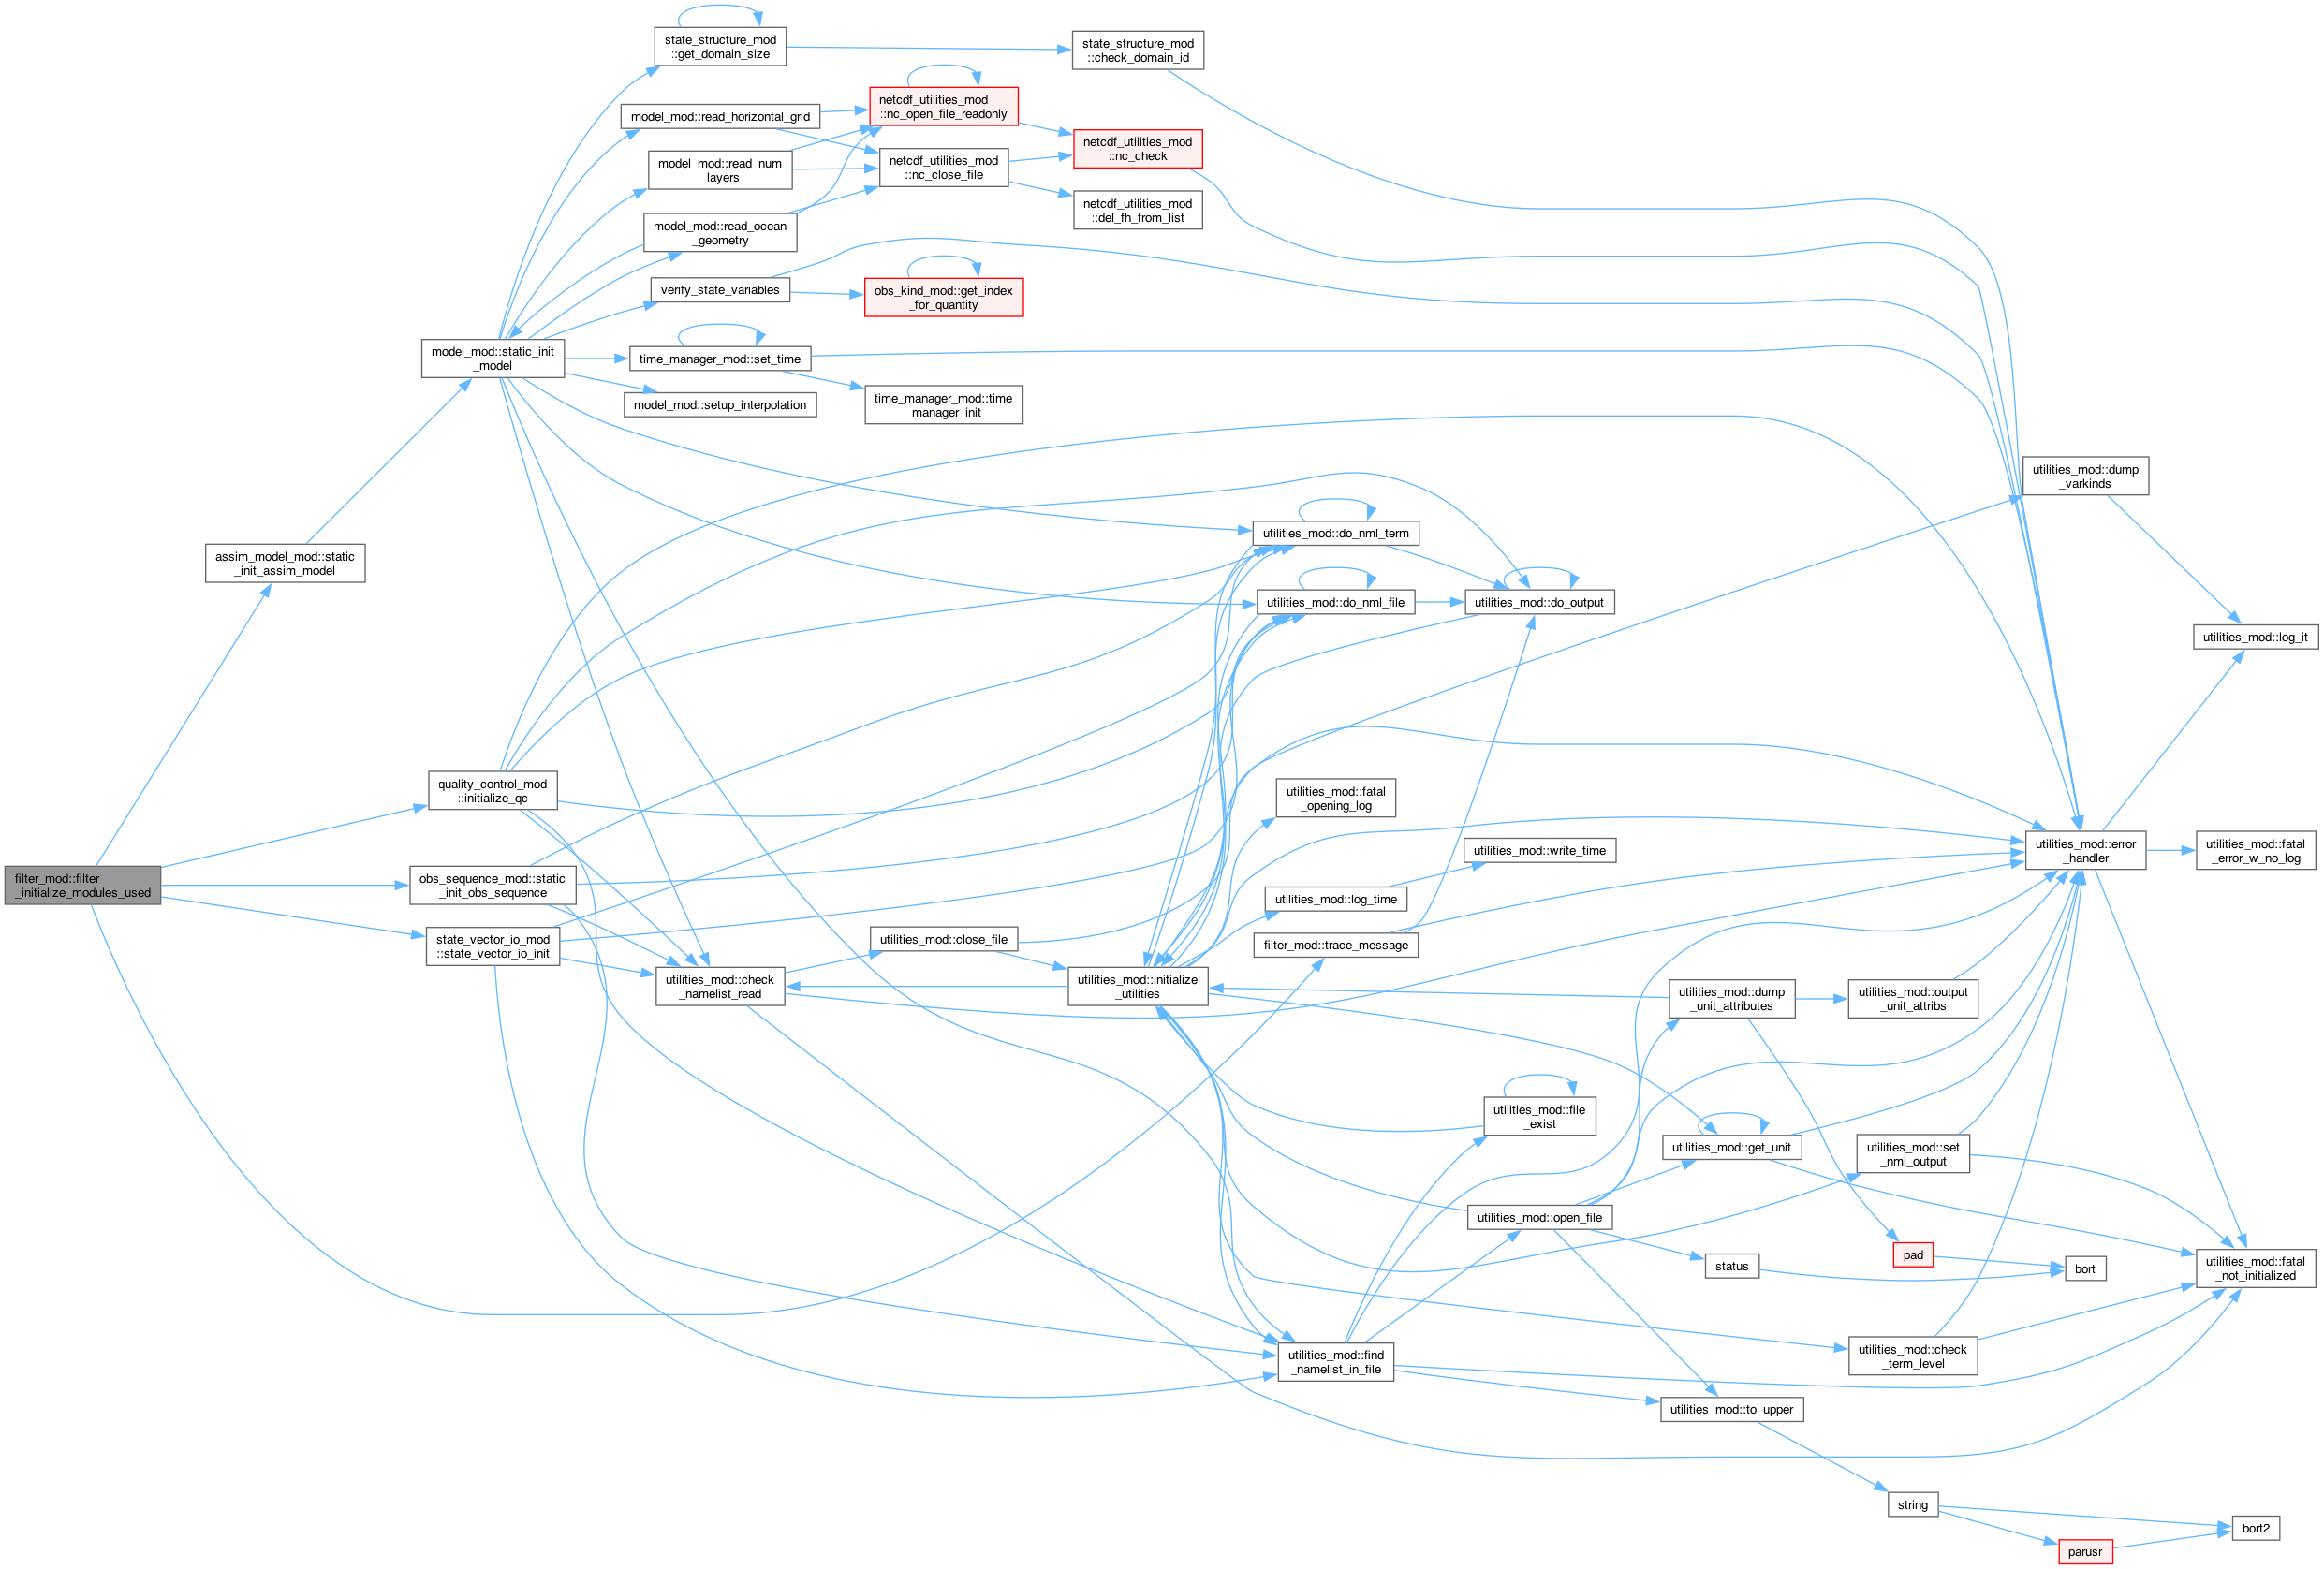 state_structure_mod
::get_domain_size
state_structure_mod
::check_domain_id
model_mod::read_horizontal_grid
netcdf_utilities_mod
::nc_open_file_readonly
model_mod::read_num
_layers
netcdf_utilities_mod
::nc_close_file
netcdf_utilities_mod
::nc_check
netcdf_utilities_mod
::del_fh_from_list
model_mod::read_ocean
_geometry
verify_state_variables
obs_kind_mod::get_index
_for_quantity
model_mod::static_init
_model
time_manager_mod::set_time
time_manager_mod::time
_manager_init
model_mod::setup_interpolation
utilities_mod::dump
_varkinds
assim_model_mod::static
_init_assim_model
utilities_mod::do_nml_term
utilities_mod::do_nml_file
utilities_mod::do_output
utilities_mod::log_it
quality_control_mod
::initialize_qc
utilities_mod::fatal
_opening_log
utilities_mod::write_time
utilities_mod::error
_handler
utilities_mod::fatal
_error_w_no_log
filter_mod::filter
_initialize_modules_used
obs_sequence_mod::static
_init_obs_sequence
utilities_mod::log_time
state_vector_io_mod
::state_vector_io_init
utilities_mod::close_file
filter_mod::trace_message
utilities_mod::check
_namelist_read
utilities_mod::initialize
_utilities
utilities_mod::dump
_unit_attributes
utilities_mod::output
_unit_attribs
utilities_mod::file
_exist
utilities_mod::get_unit
utilities_mod::set
_nml_output
utilities_mod::open_file
status
pad
bort
utilities_mod::fatal
_not_initialized
utilities_mod::find
_namelist_in_file
utilities_mod::check
_term_level
utilities_mod::to_upper
string
bort2
parusr